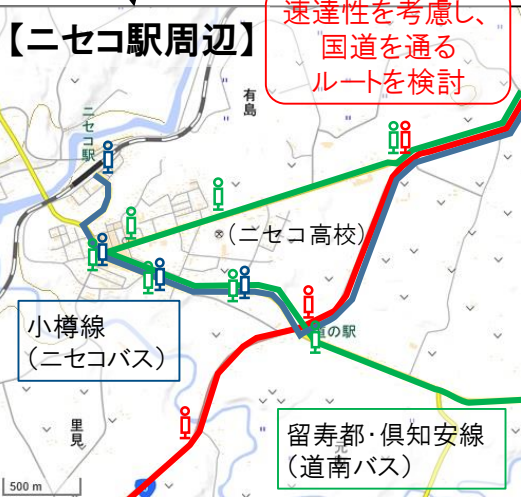 【ニセコ駅周辺】
速達性を考慮し、
国道を通る
ルートを検討
有島
ニセコ駅
(ニセコ高校)
道の駅
小樽線
(ニセコバス)
里見
元
留寿都･倶知安線
(道南バス)
500 m